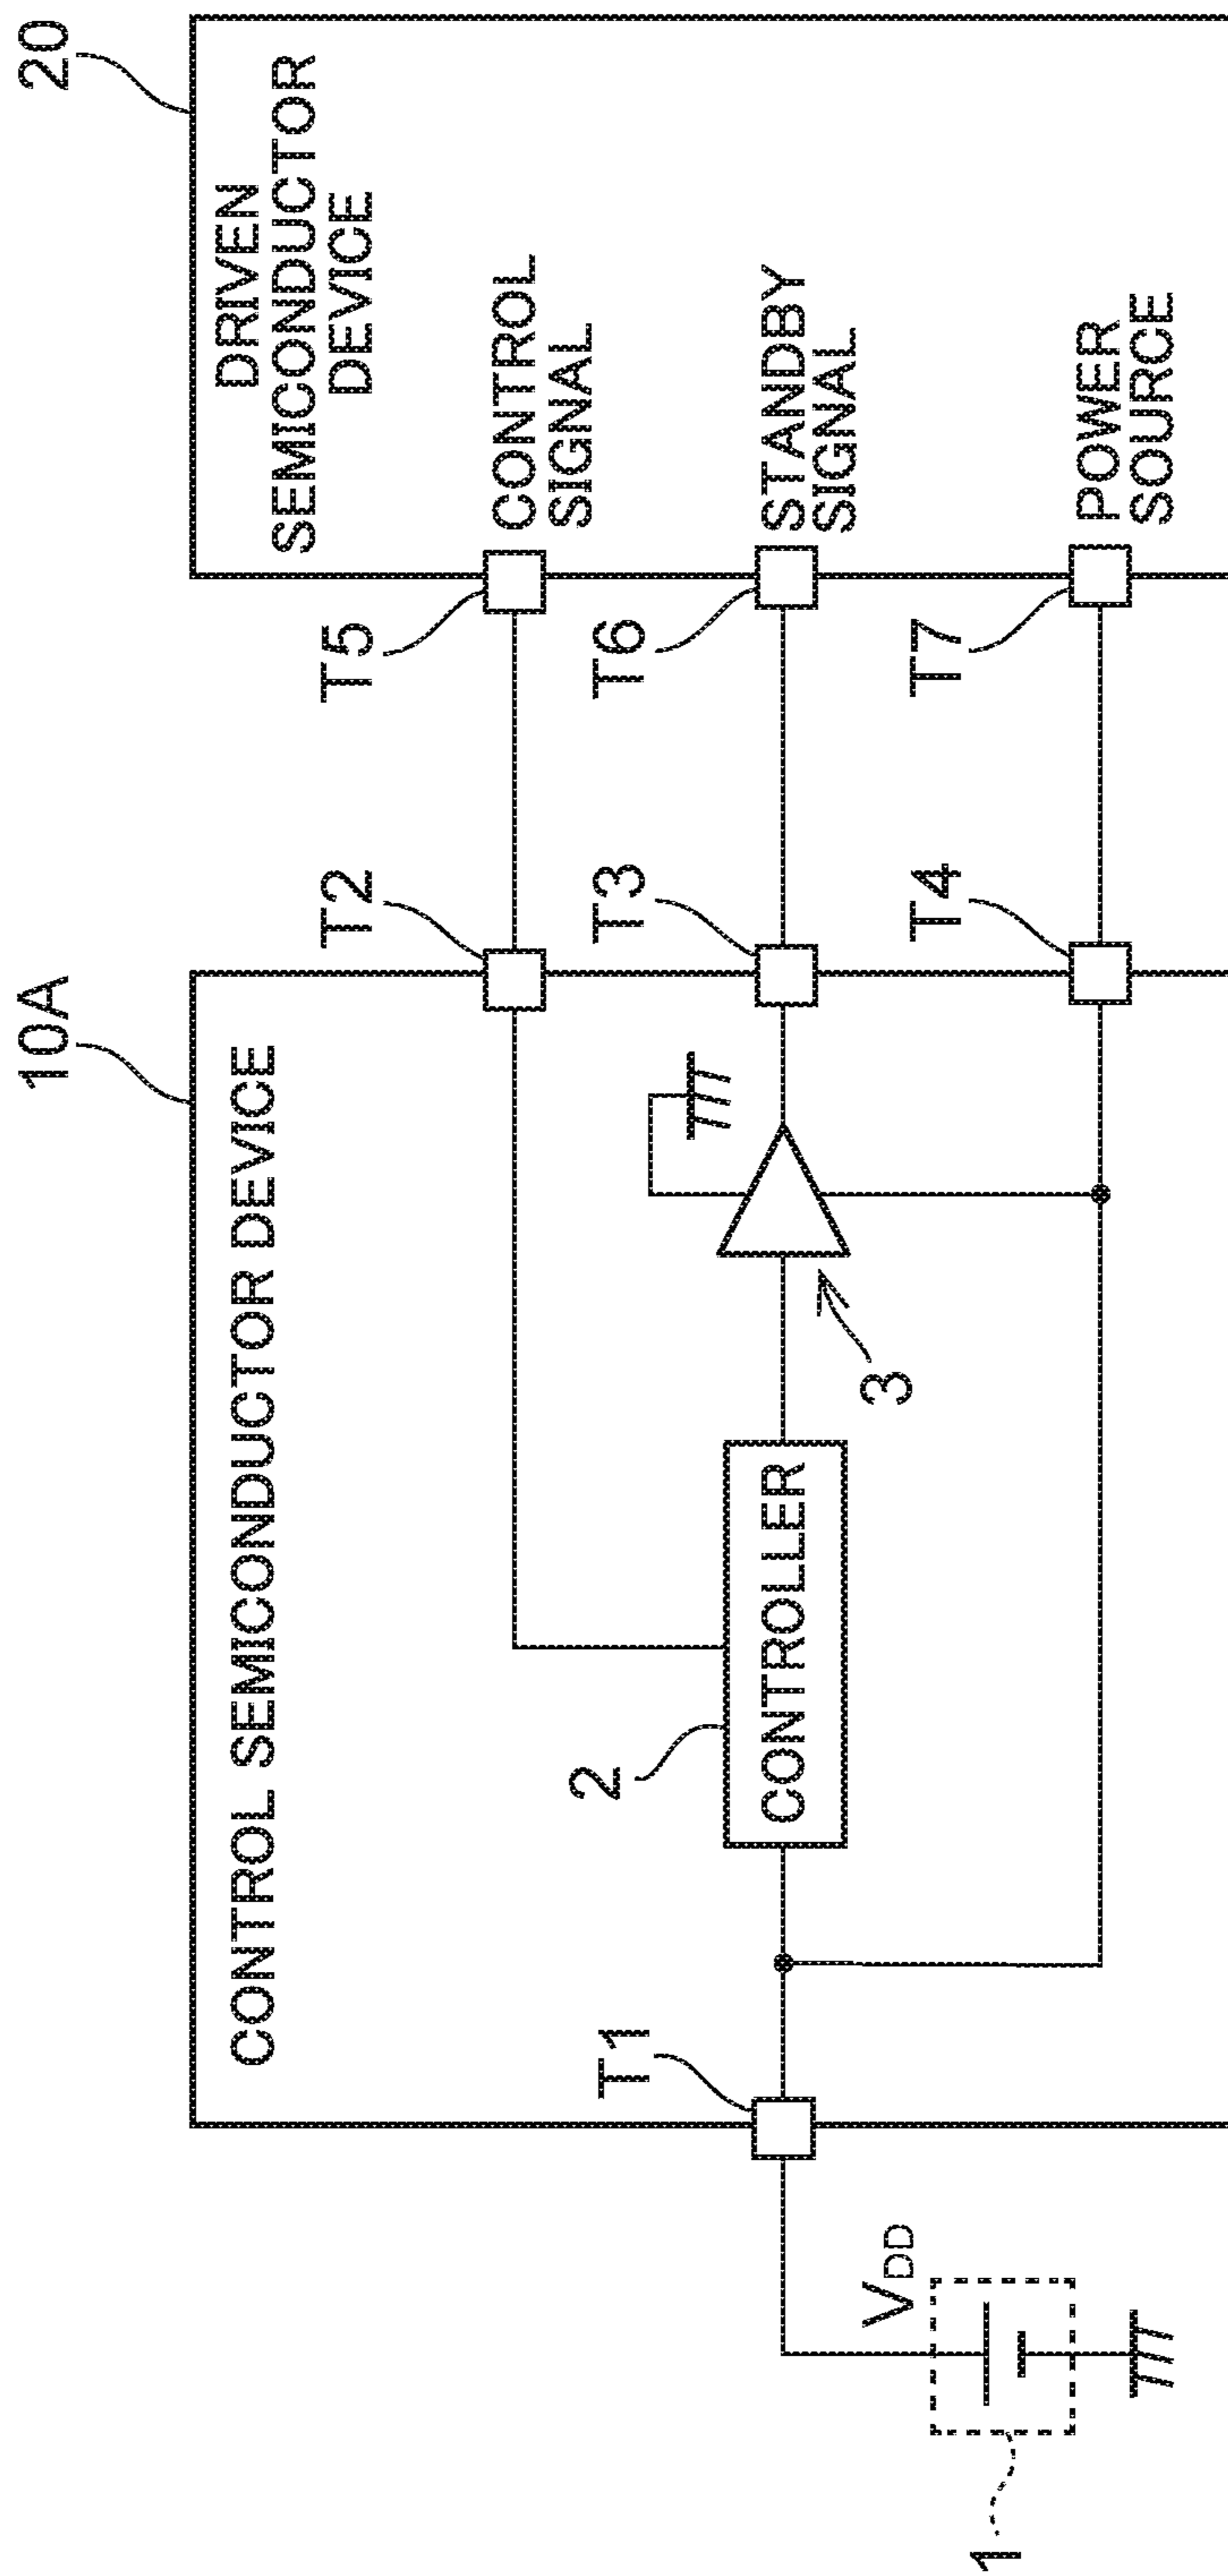 10A
20
CONTROL SEMICONDUCTOR DEVICE
DRIVEN
SEMICONDUCTOR
DEVICE
T2
T5
CONTROL
SIGNAL
T1
2
CONTROLLER
3
T3
T6
STANDBY
SIGNAL
VDD
1
T4
T7
POWER
SOURCE